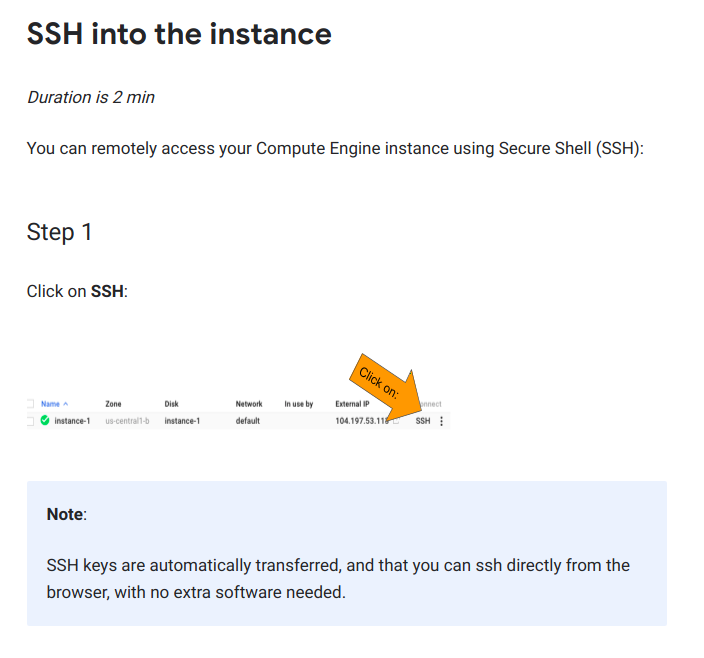 SSH into the instance
Duration is 2 min
You can remotely access your Compute Engine instance using Secure Shell (SSH):
Step 1
Click on SSH:
Click on:
Name Zone Disk Network In use by External IP onnect
instance-1 us-central1-b instance-1 default 104.197.53.11 SSH
Note:
SSH keys are automatically transferred, and that you can ssh directly from the
browser, with no extra software needed.